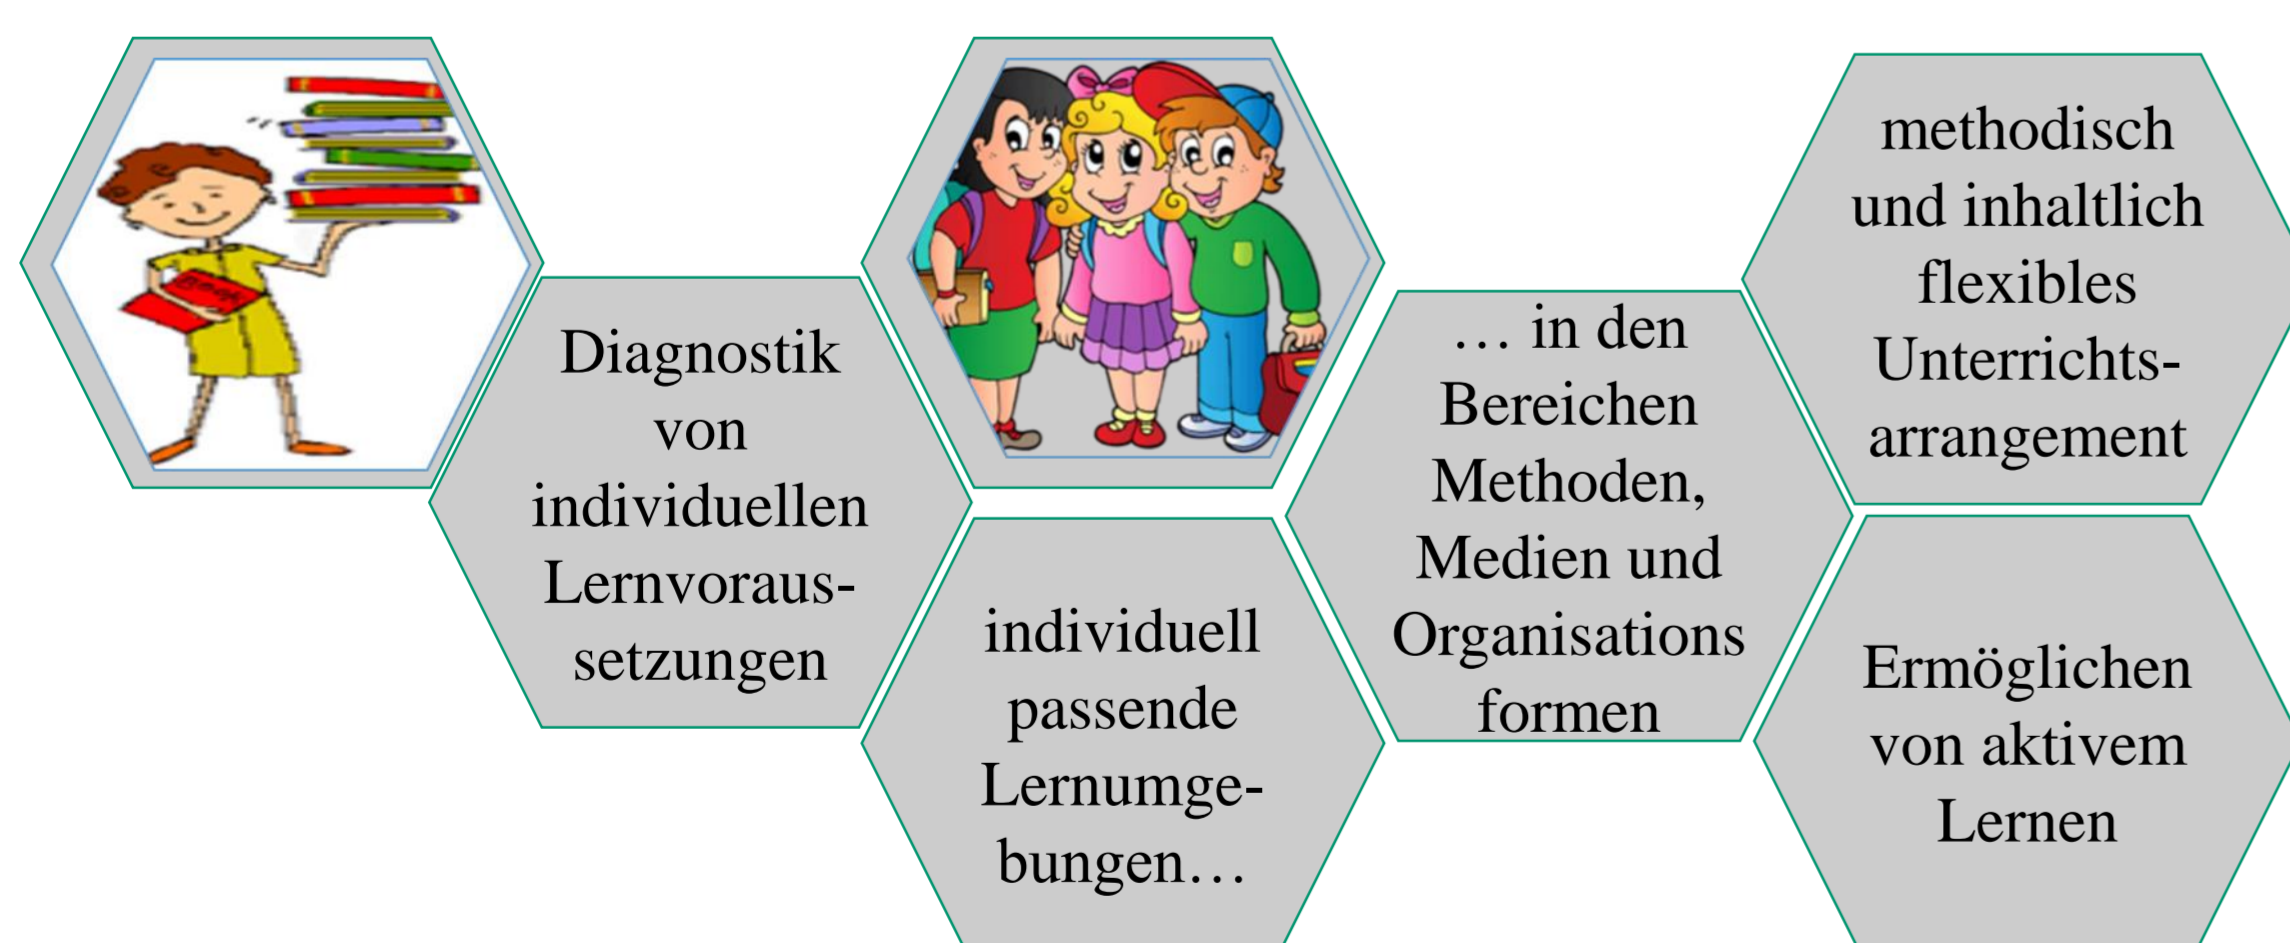 Diagnostik
von
individuellen
Lernvoraus-
setzungen
individuell
passende
Lernumge-
bungen…
… in den
Bereichen
Methoden,
Medien und
Organisations
formen
methodisch
und inhaltlich
flexibles
Unterrichts-
arrangement
Ermöglichen
von aktivem
Lernen